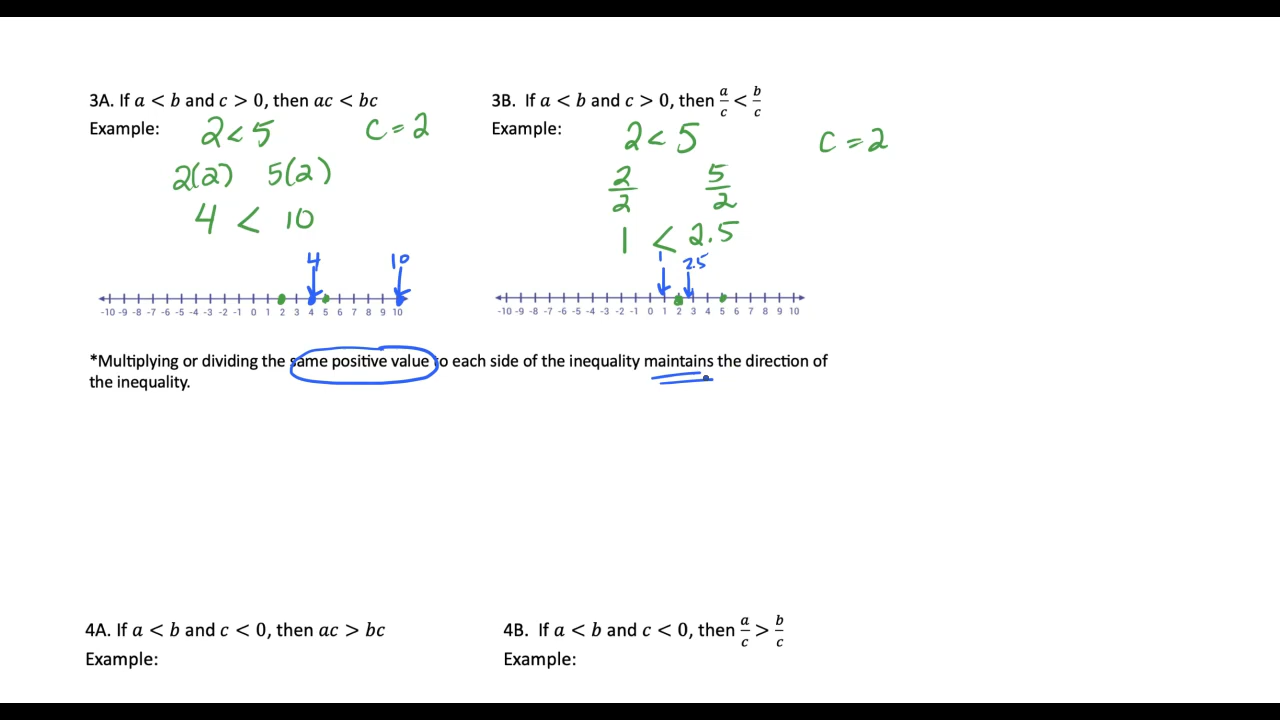 3A. If a < b and c > 0, then ac < bc
Example: 2 < 5 c = 2
2(2) 5(2)
4 < 10
4 10
-10 -9 -8 -7 -6 -5 -4 -3 -2 -1 0 1 2 3 4 5 6 7 8 9 10
3B. If a < b and c > 0, then a/c < b/c
Example: 2 < 5 c = 2
2/2 5/2
1 < 2.5
1 2.5
-10 -9 -8 -7 -6 -5 -4 -3 -2 -1 0 1 2 3 4 5 6 7 8 9 10
*Multiplying or dividing the same positive value to each side of the inequality maintains the direction of
the inequality.
4A. If a < b and c < 0, then ac > bc
Example:
4B. If a < b and c < 0, then a/c > b/c
Example: